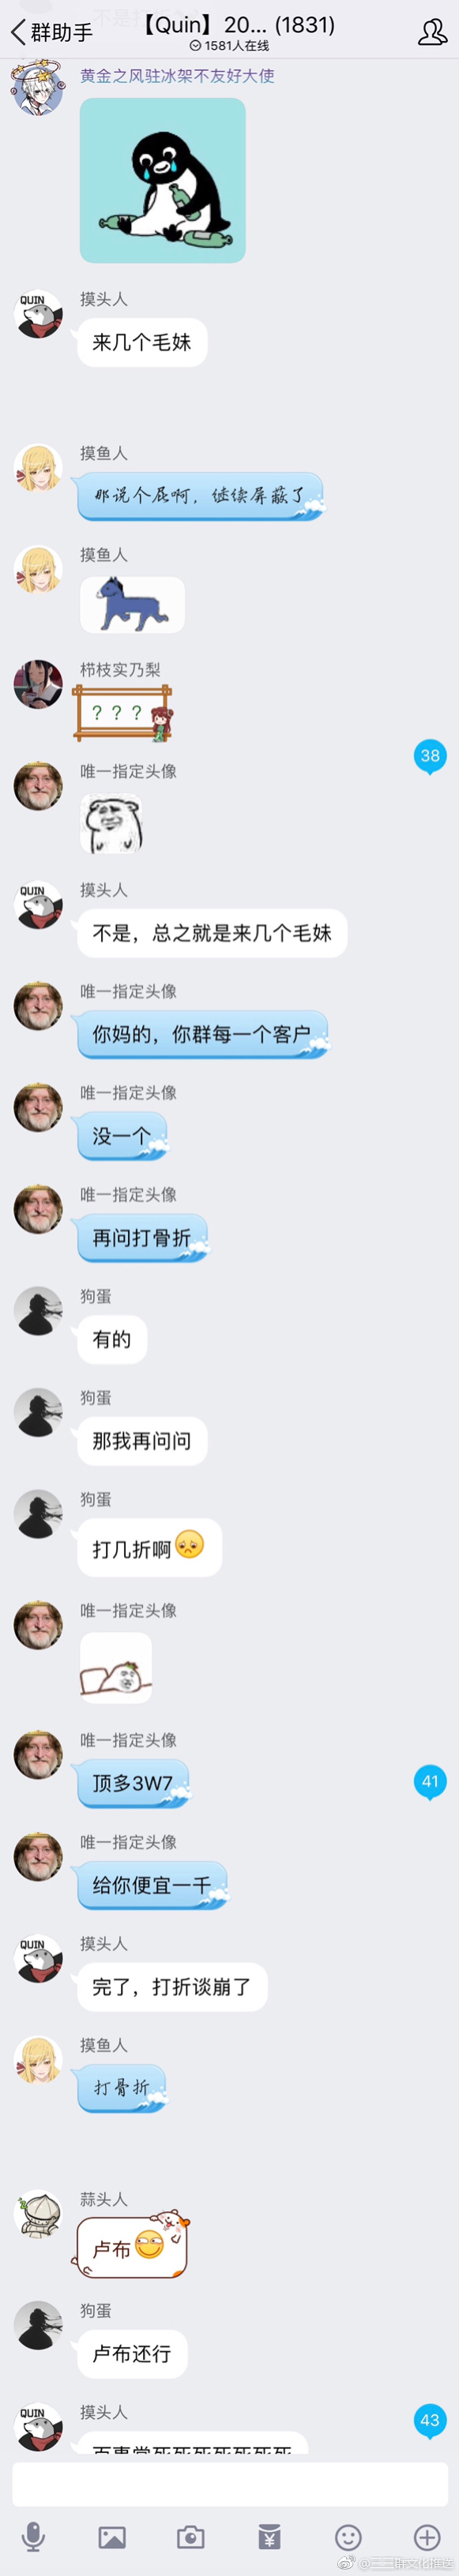 群助手
【Quin】20... (1831)
1581人在线
黄金之风驻冰架不友好大使
摸头人
来几个毛妹
摸鱼人
那说个屁啊，继续屏蔽了
摸鱼人
栉枝实乃梨
？？？
38
唯一指定头像
摸头人
不是，总之就是来几个毛妹
唯一指定头像
你妈的，你群每一个客户
唯一指定头像
没一个
唯一指定头像
再问打骨折
狗蛋
有的
狗蛋
那我再问问
狗蛋
打几折啊
唯一指定头像
唯一指定头像
顶多3W7
41
唯一指定头像
给你便宜一千
摸头人
完了，打折谈崩了
摸鱼人
打骨折
蒜头人
卢布
狗蛋
卢布还行
摸头人
43
QUIN
QUIN
QUIN
QUIN